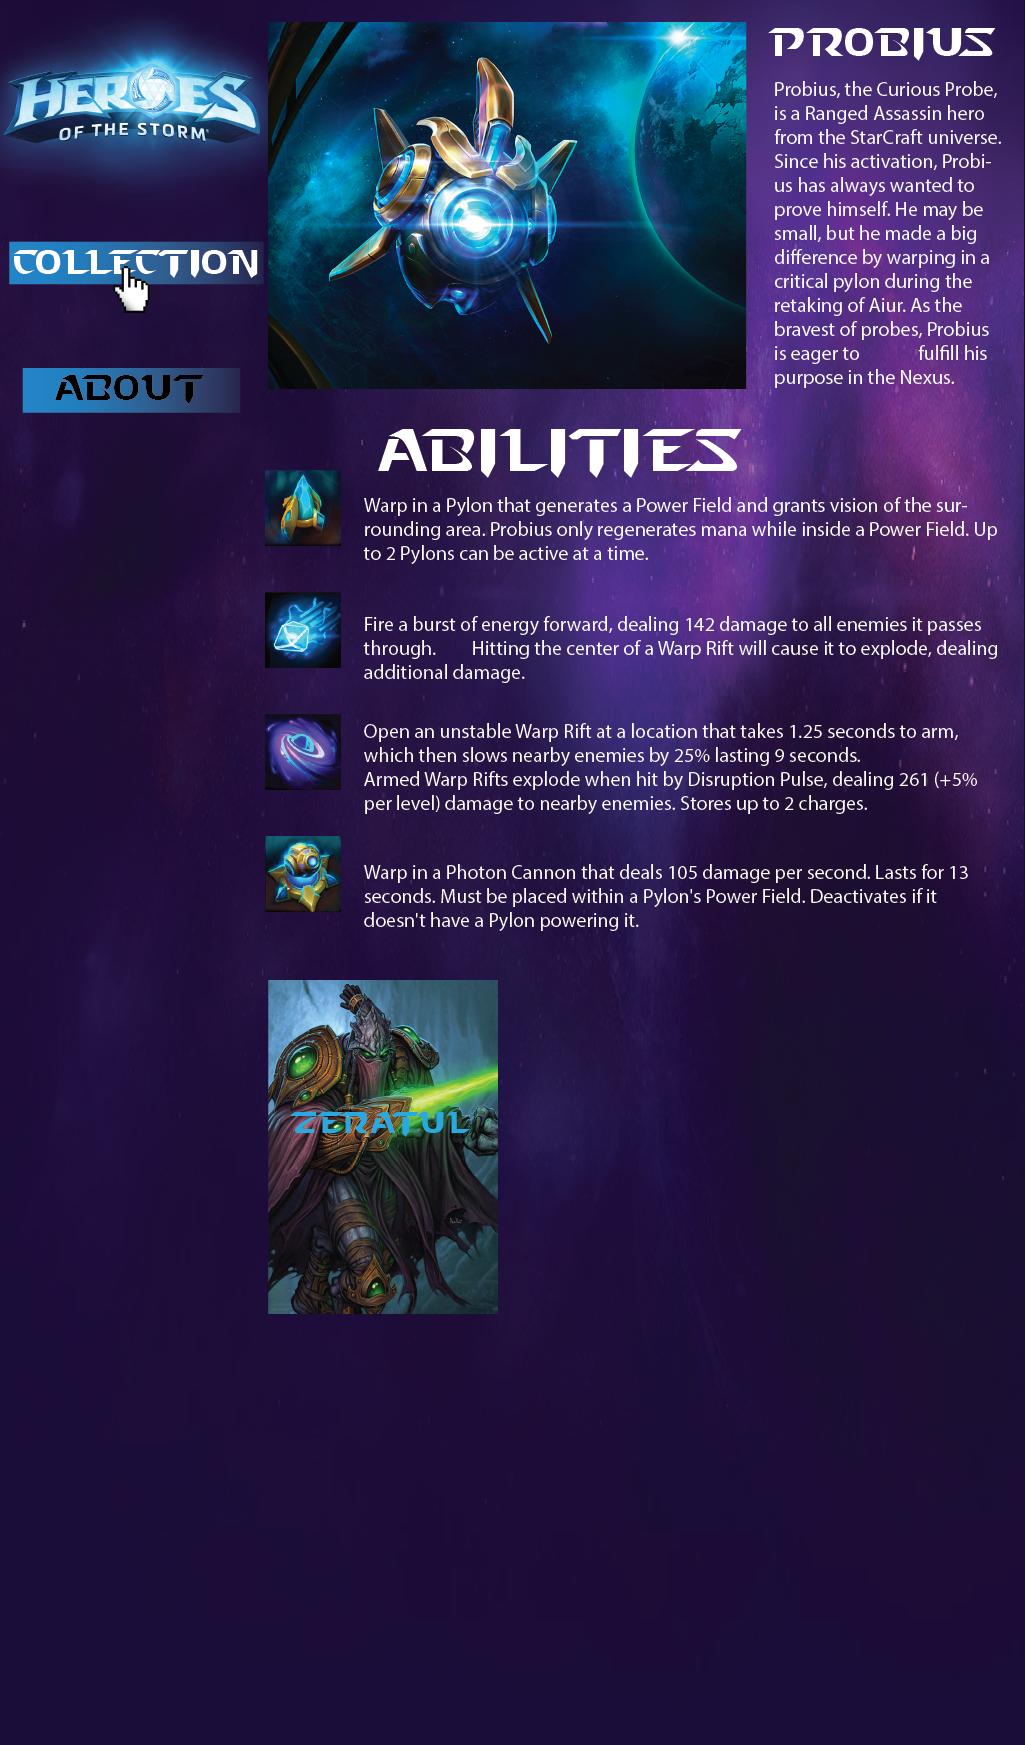 HEROES
OF THE STORM
COLLECTION
ABOUT
PROBIUS
Probius, the Curious Probe,
is a Ranged Assassin hero
from the StarCraft universe.
Since his activation, Probi-
us has always wanted to
prove himself. He may be
small, but he made a big
difference by warping in a
critical pylon during the
retaking of Aiur. As the
bravest of probes, Probius
is eager to fulfill his
purpose in the Nexus.
ABILITIES
Warp in a Pylon that generates a Power Field and grants vision of the sur-
rounding area. Probius only regenerates mana while inside a Power Field. Up
to 2 Pylons can be active at a time.
Fire a burst of energy forward, dealing 142 damage to all enemies it passes
through. Hitting the center of a Warp Rift will cause it to explode, dealing
additional damage.
Open an unstable Warp Rift at a location that takes 1.25 seconds to arm,
which then slows nearby enemies by 25% lasting 9 seconds.
Armed Warp Rifts explode when hit by Disruption Pulse, dealing 261 (+5%
per level) damage to nearby enemies. Stores up to 2 charges.
Warp in a Photon Cannon that deals 105 damage per second. Lasts for 13
seconds. Must be placed within a Pylon's Power Field. Deactivates if it
doesn't have a Pylon powering it.
ZERATUL